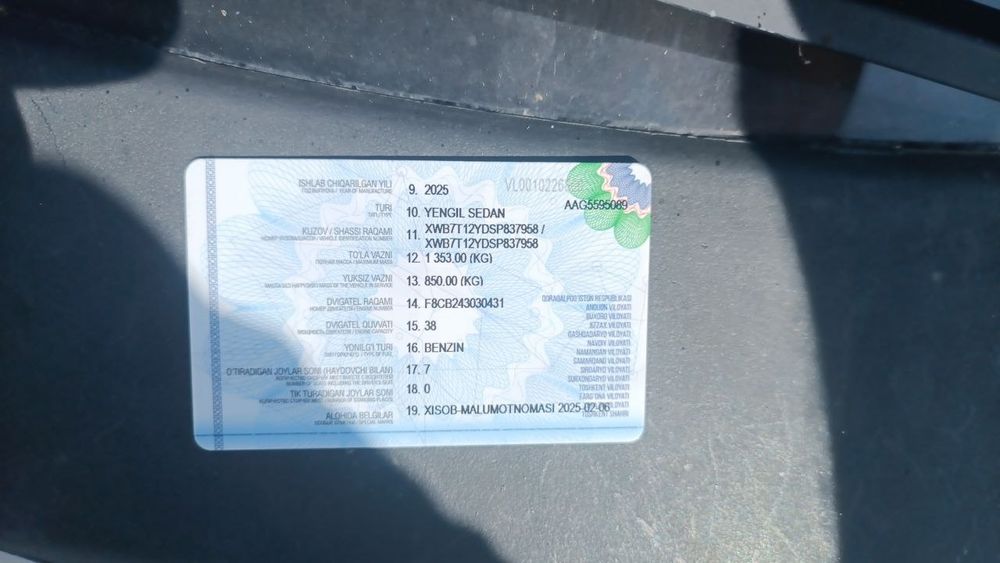 ISHLAB CHIQARILGAN YILI 9. 2025
VL0010226
AAG5595089
TURI 10. YENGIL SEDAN
KUZOV / SHASSI RAQAMI 11. XWB7T12YDSP837958 /
XWB7T12YDSP837958
TO'LA VAZNI 12. 1 353.00 (KG)
YUKSIZ VAZNI 13. 850.00 (KG)
DVIGATEL RAQAMI 14. F8CB243030431
DVIGATEL QUVVATI 15. 38
YONILG'I TURI 16. BENZIN
O'TIRADIGAN JOYLAR SONI (HAYDOVCHI BILAN) 17. 7
TIK TURADIGAN JOYLAR SONI 18. 0
ALOHIDA BELGILAR 19. XISOB-MALUMOTNOMASI 2025-02-06
QORAQALPOG'ISTON RESPUBLIKASI
ANDIJON VILOYATI
BUXORO VILOYATI
JIZZAX VILOYATI
QASHQADARYO VILOYATI
NAVOIY VILOYATI
NAMANGAN VILOYATI
SAMARQAND VILOYATI
SIRDARYO VILOYATI
SURXONDARYO VILOYATI
TOSHKENT VILOYATI
FARG'ONA VILOYATI
TOSHKENT SHAHRI